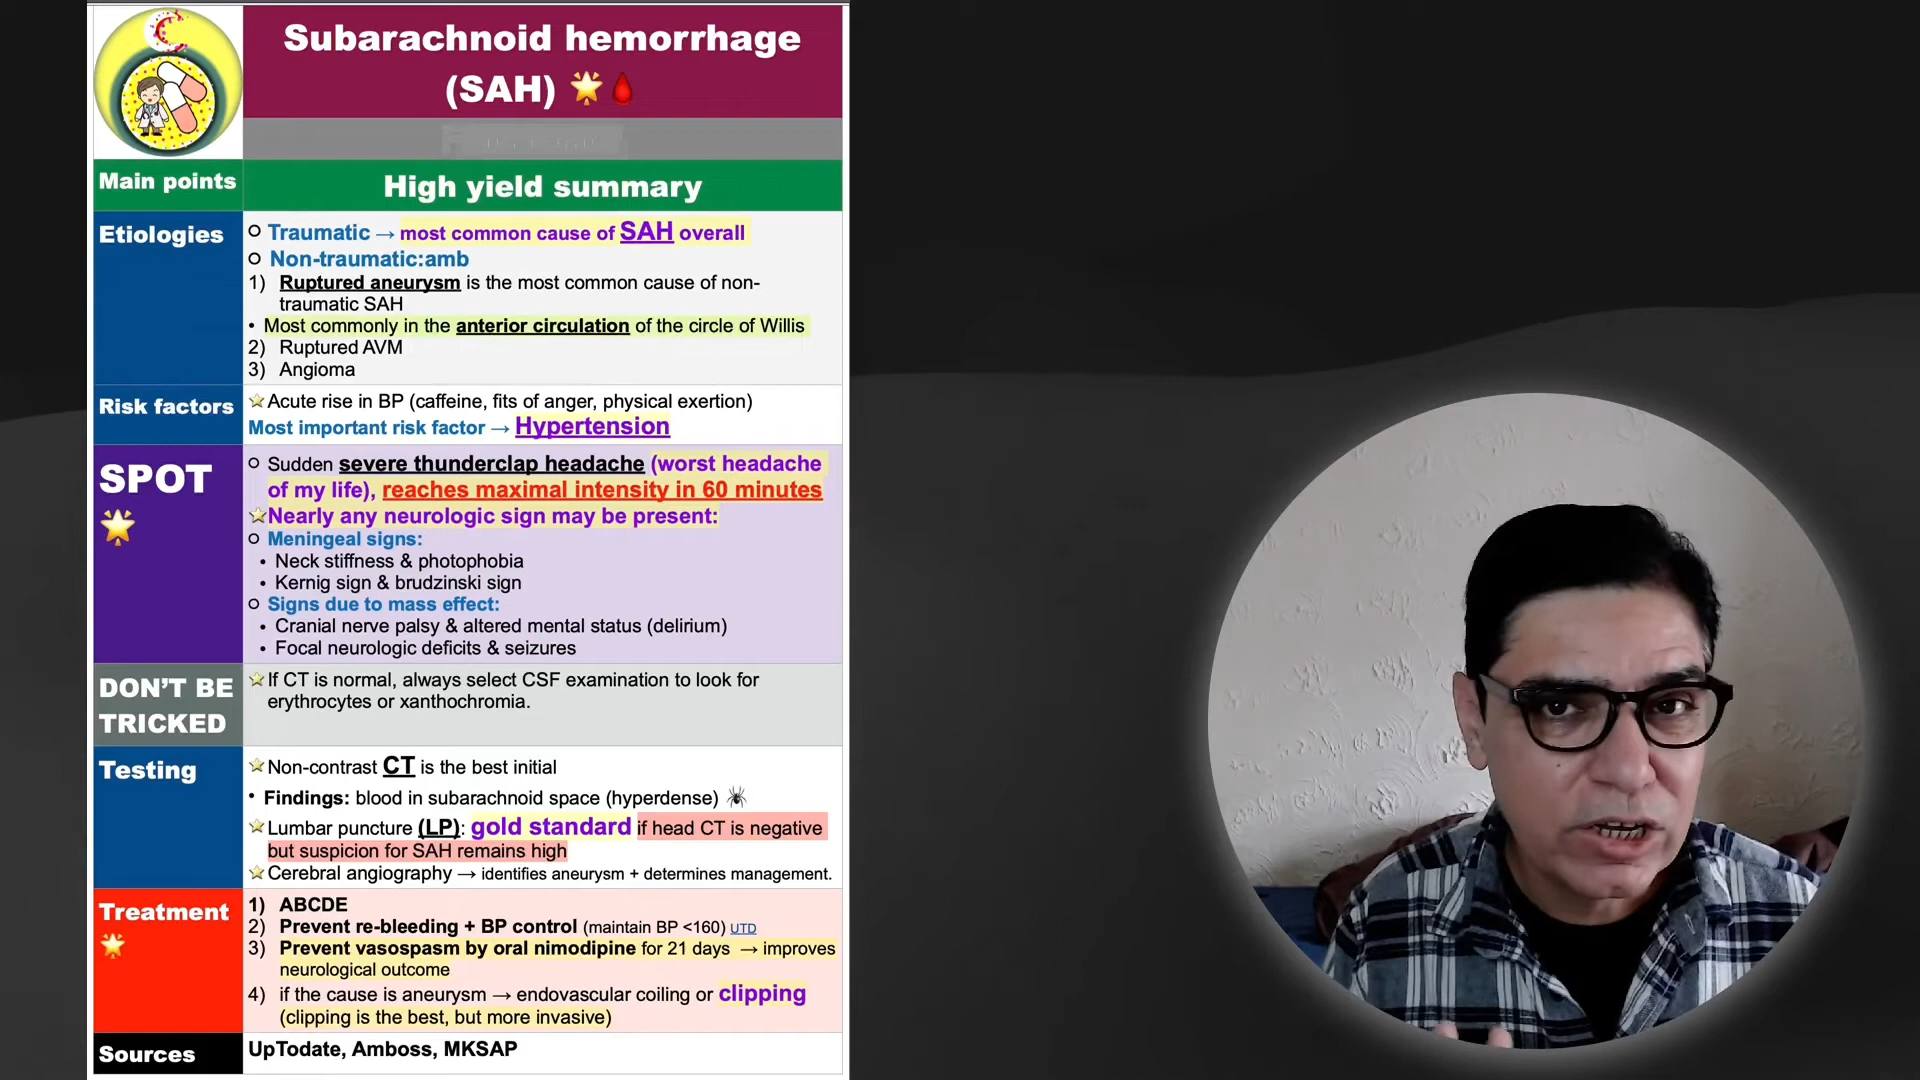 Subarachnoid hemorrhage
(SAH) 🌟🩸
Main points
High yield summary
Etiologies
Traumatic → most common cause of SAH overall
Non-traumatic:amb
1) Ruptured aneurysm is the most common cause of non-
traumatic SAH
• Most commonly in the anterior circulation of the circle of Willis
2) Ruptured AVM
3) Angioma
Risk factors
⭐Acute rise in BP (caffeine, fits of anger, physical exertion)
Most important risk factor → Hypertension
SPOT
🌟
Sudden severe thunderclap headache (worst headache
of my life), reaches maximal intensity in 60 minutes
⭐Nearly any neurologic sign may be present:
Meningeal signs:
• Neck stiffness & photophobia
• Kernig sign & brudzinski sign
Signs due to mass effect:
• Cranial nerve palsy & altered mental status (delirium)
• Focal neurologic deficits & seizures
DON'T BE
TRICKED
⭐If CT is normal, always select CSF examination to look for
erythrocytes or xanthochromia.
Testing
⭐Non-contrast CT is the best initial
• Findings: blood in subarachnoid space (hyperdense) 🕷
⭐Lumbar puncture (LP): gold standard if head CT is negative
but suspicion for SAH remains high
⭐Cerebral angiography → identifies aneurysm + determines management.
Treatment
🌟
1) ABCDE
2) Prevent re-bleeding + BP control (maintain BP <160) UTD
3) Prevent vasospasm by oral nimodipine for 21 days → improves
neurological outcome
4) if the cause is aneurysm → endovascular coiling or clipping
(clipping is the best, but more invasive)
Sources
UpTodate, Amboss, MKSAP